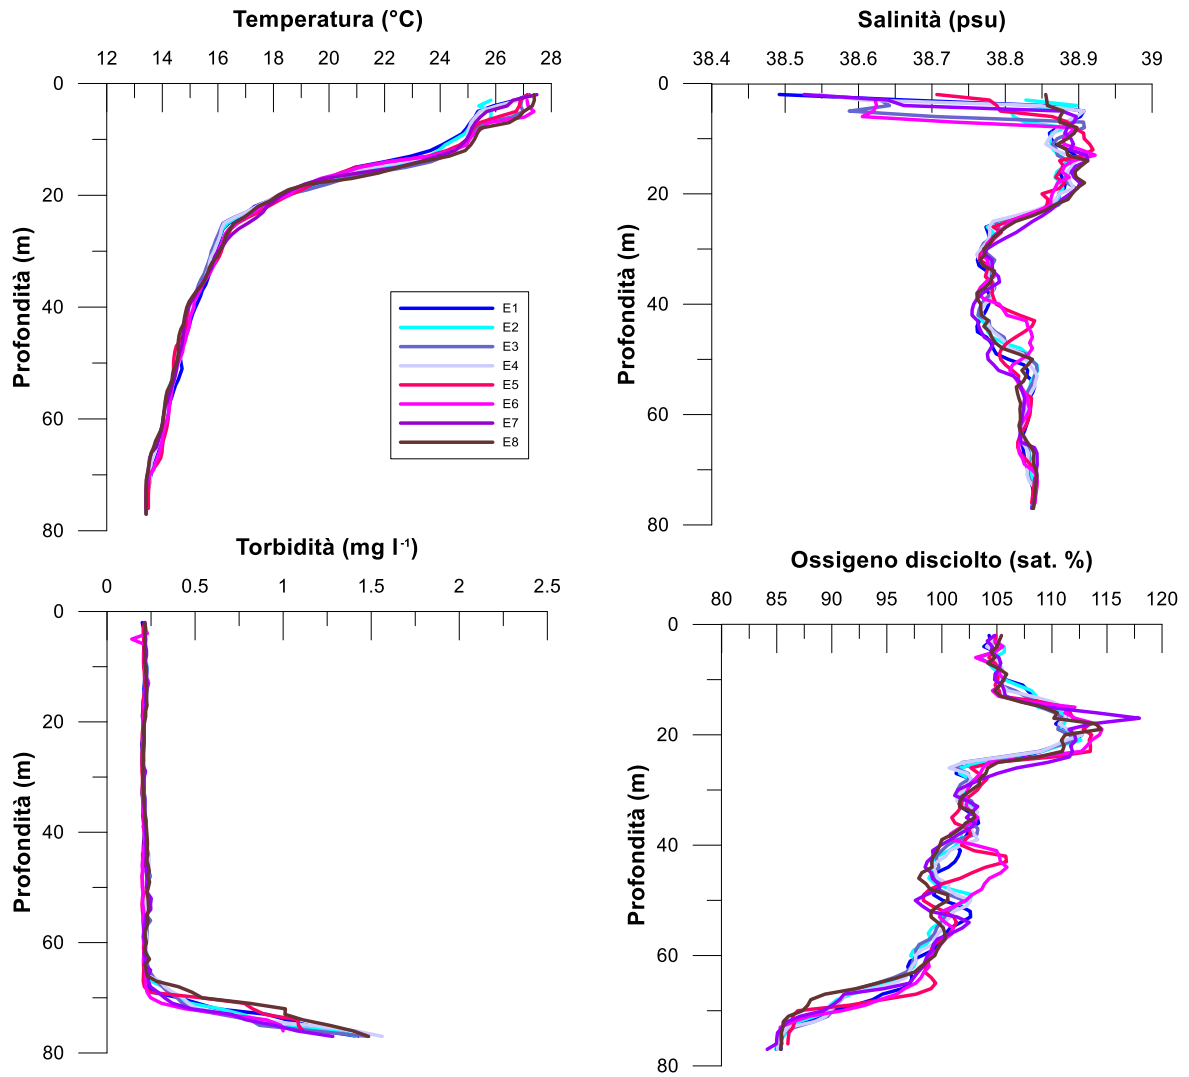 Temperatura (°C)
12 14 16 18 20 22 24 26 28
0
20
40
60
80
Profondità (m)
E1
E2
E3
E4
E5
E6
E7
E8
Salinità (psu)
38.4 38.5 38.6 38.7 38.8 38.9 39
0
20
40
60
80
Profondità (m)
Torbidità (mg l⁻¹)
0 0.5 1 1.5 2 2.5
0
20
40
60
80
Profondità (m)
Ossigeno disciolto (sat. %)
80 85 90 95 100 105 110 115 120
0
20
40
60
80
Profondità (m)